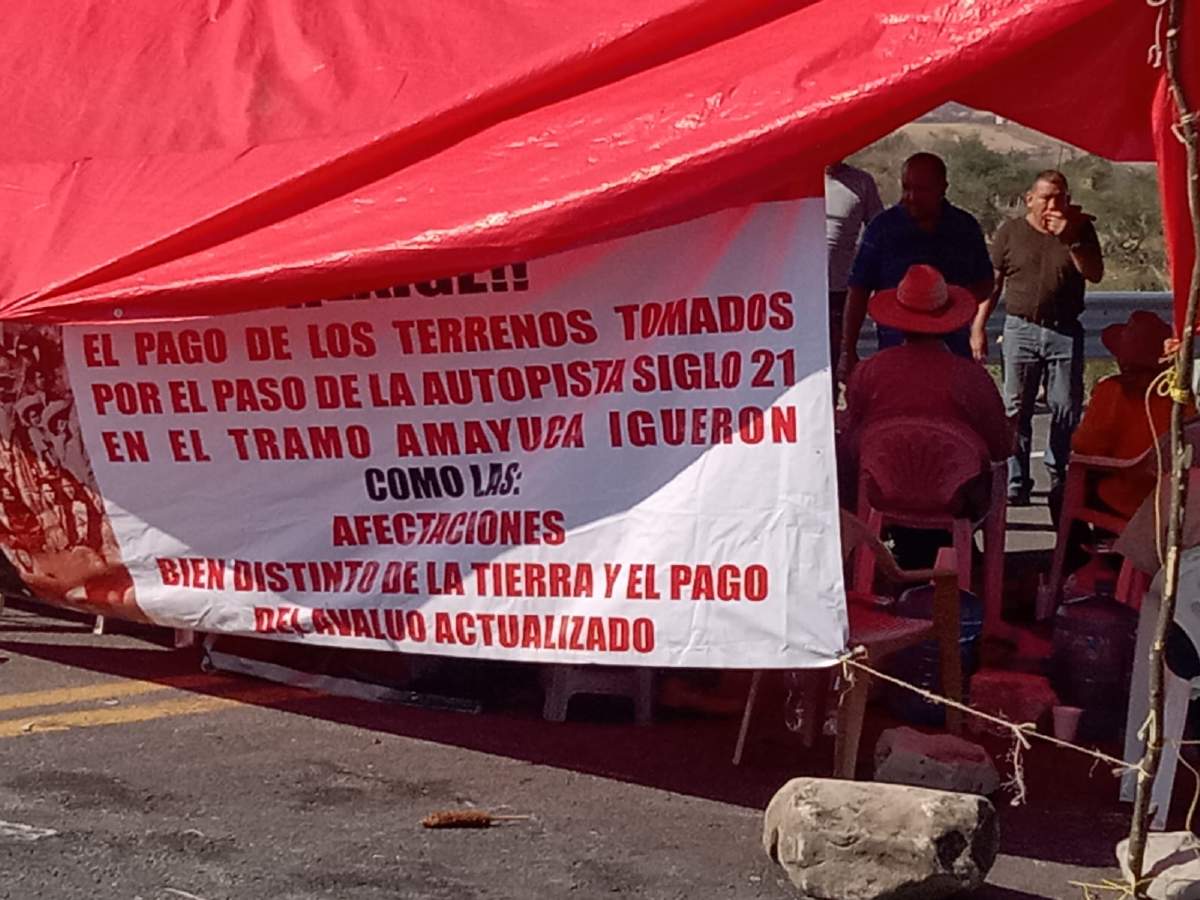 EL PAGO DE LOS TERRENOS TOMADOS
POR EL PASO DE LA AUTOPISTA SIGLO 21
EN EL TRAMO AMAYUCA IGUERON
COMO LAS:
AFECTACIONES
BIEN DISTINTO DE LA TIERRA Y EL PAGO
DEL AVALUO ACTUALIZADO